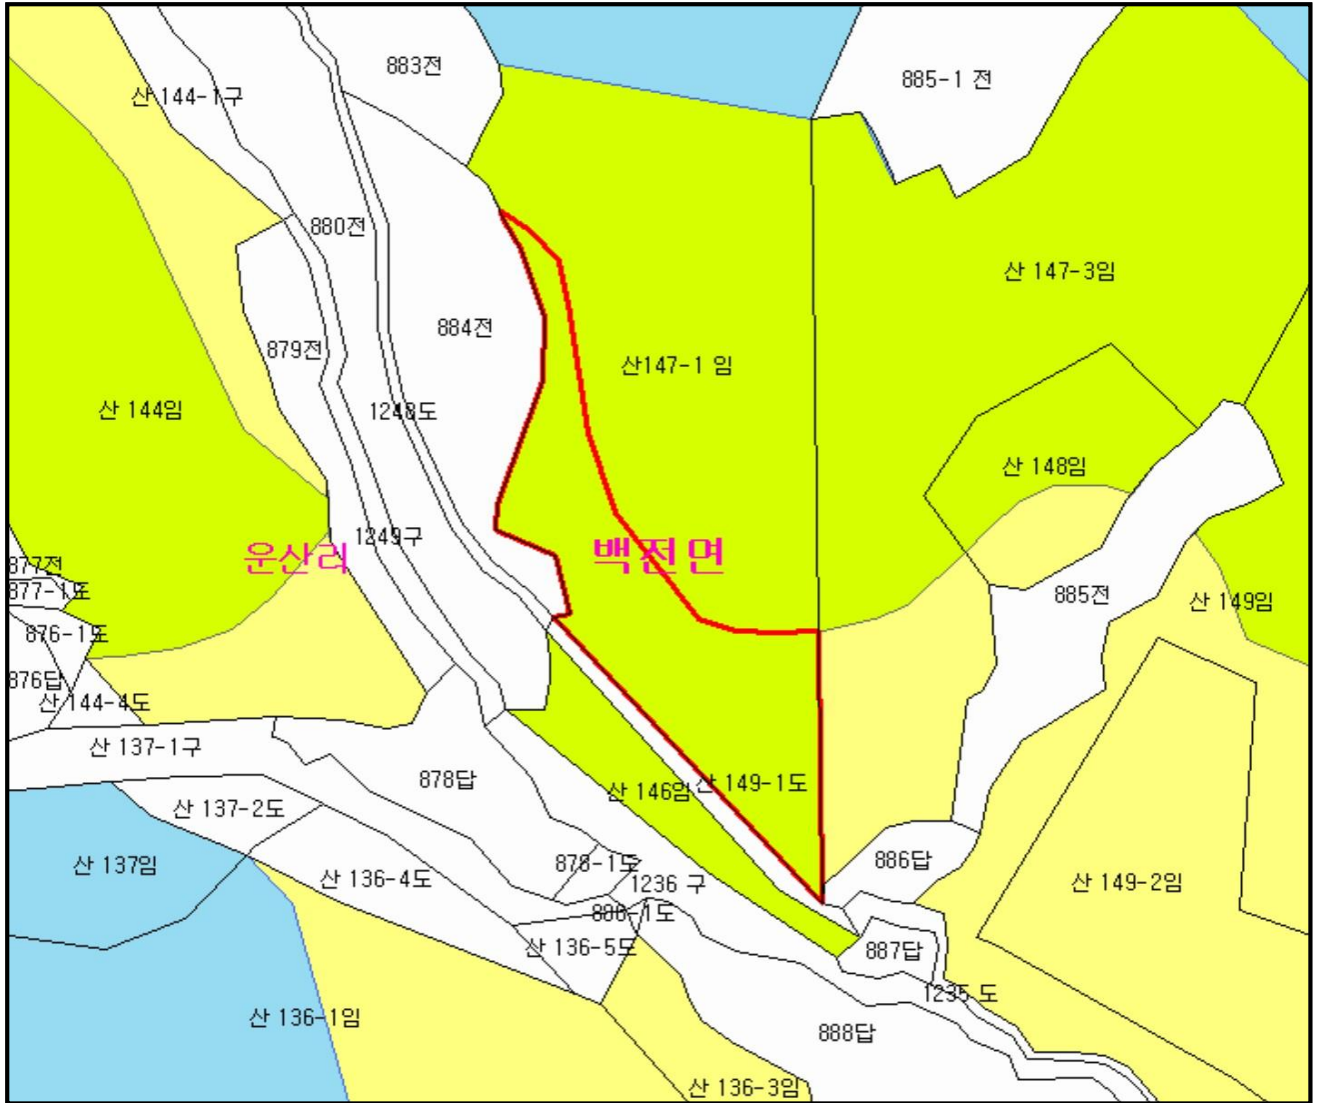 883전
885-1 전
산 144-1구
880전
산 147-3임
884전
879전
산147-1 임
1248도
산 144임
산 148임
1249구
운산리
백전면
877전
877-1도
885전
산 149임
876-1도
876답
산 144-4도
산 137-1구
878답
산 146임
산 149-1도
산 137-2도
878-1도
886답
산 137임
산 136-4도
1236 구
산 149-2임
산 136-5도
887답
1235 도
산 136-1임
888답
산 136-3임